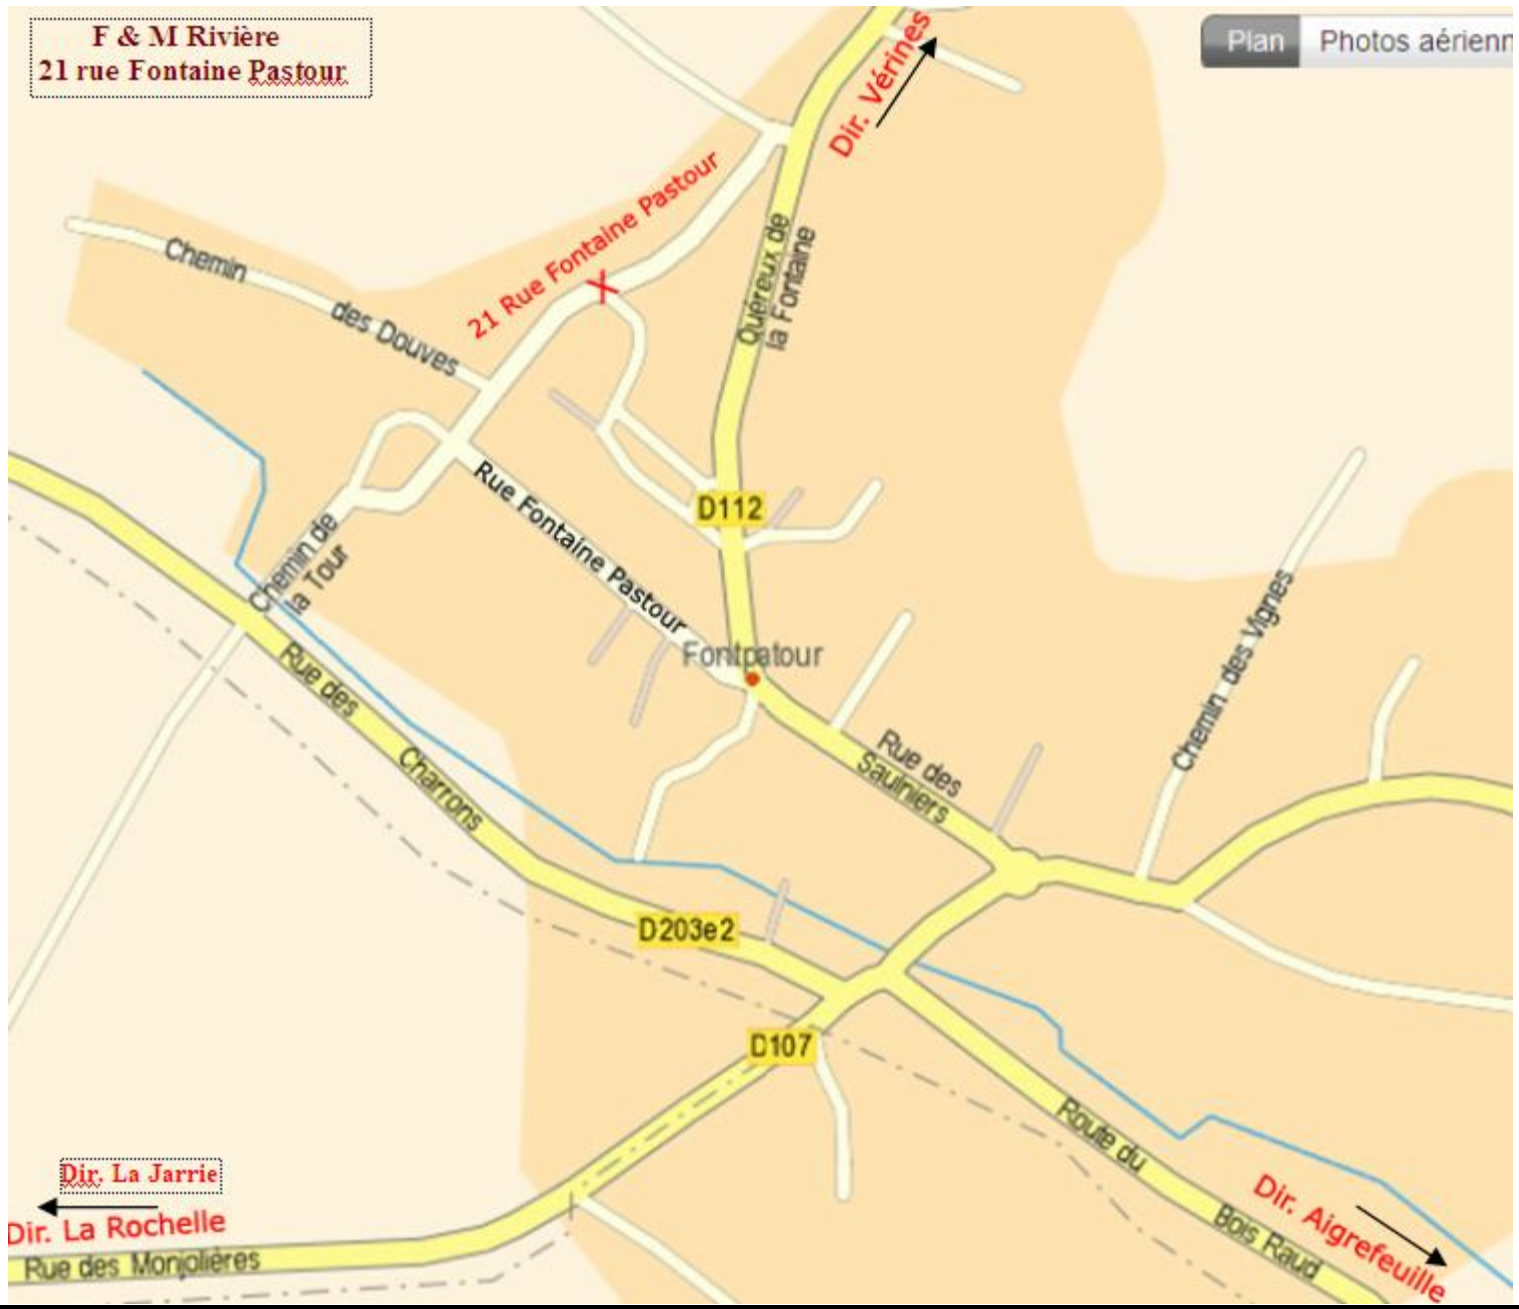 F & M Rivière
21 rue Fontaine Pastour
Plan
Photos aérienn
Dir. Vérines
21 Rue Fontaine Pastour
Quéreux de
la Fontaine
Chemin
des Douves
Rue Fontaine Pastour
D112
Chemin de
la Tour
Fontpatour
Rue des
Charrons
Rue des
Saulniers
Chemin des Vignes
D203e2
D107
Route du
Bois Raud
Dir. Aigrefeuille
Dir. La Jarrie
Dir. La Rochelle
Rue des Monjolières